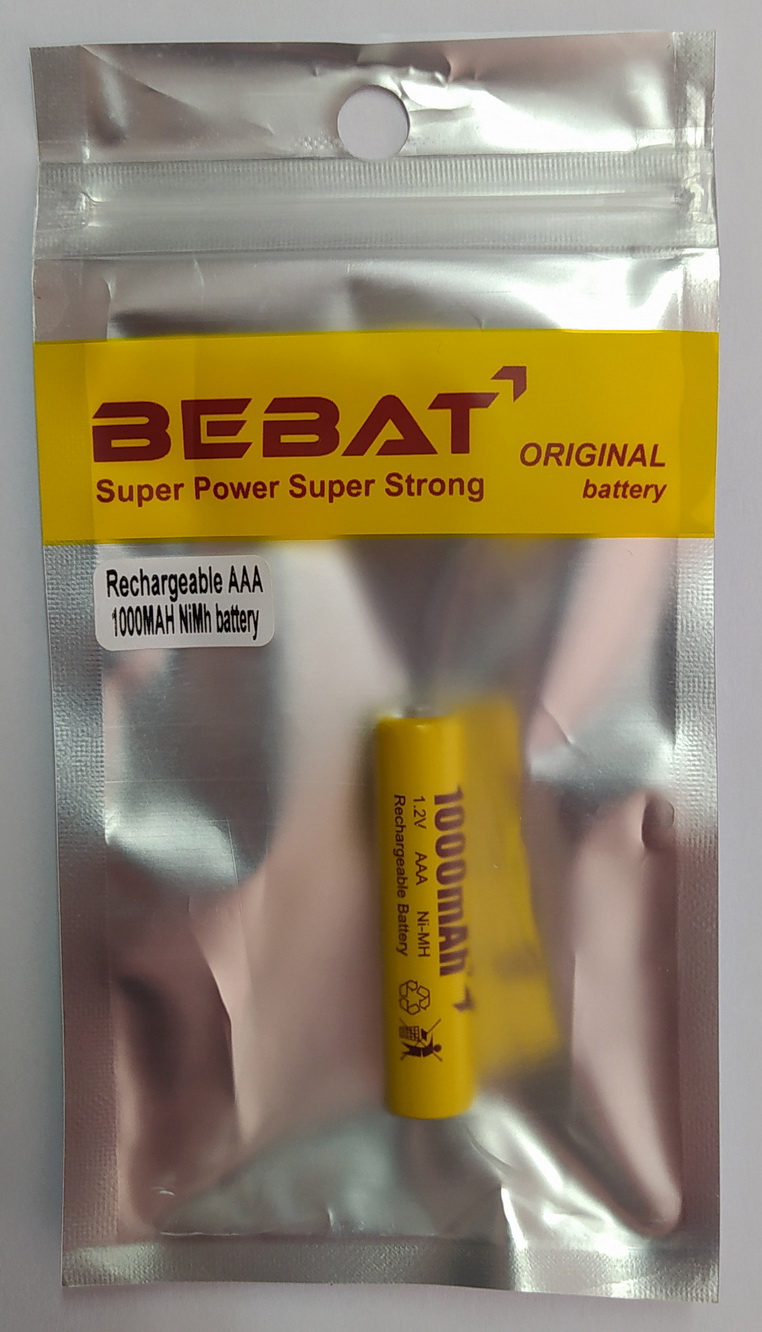 BEBAT
Super Power Super Strong
ORIGINAL
battery
Rechargeable AAA
1000MAH NiMh battery
1000mAh
1.2V AAA Ni-MH
Rechargeable Battery